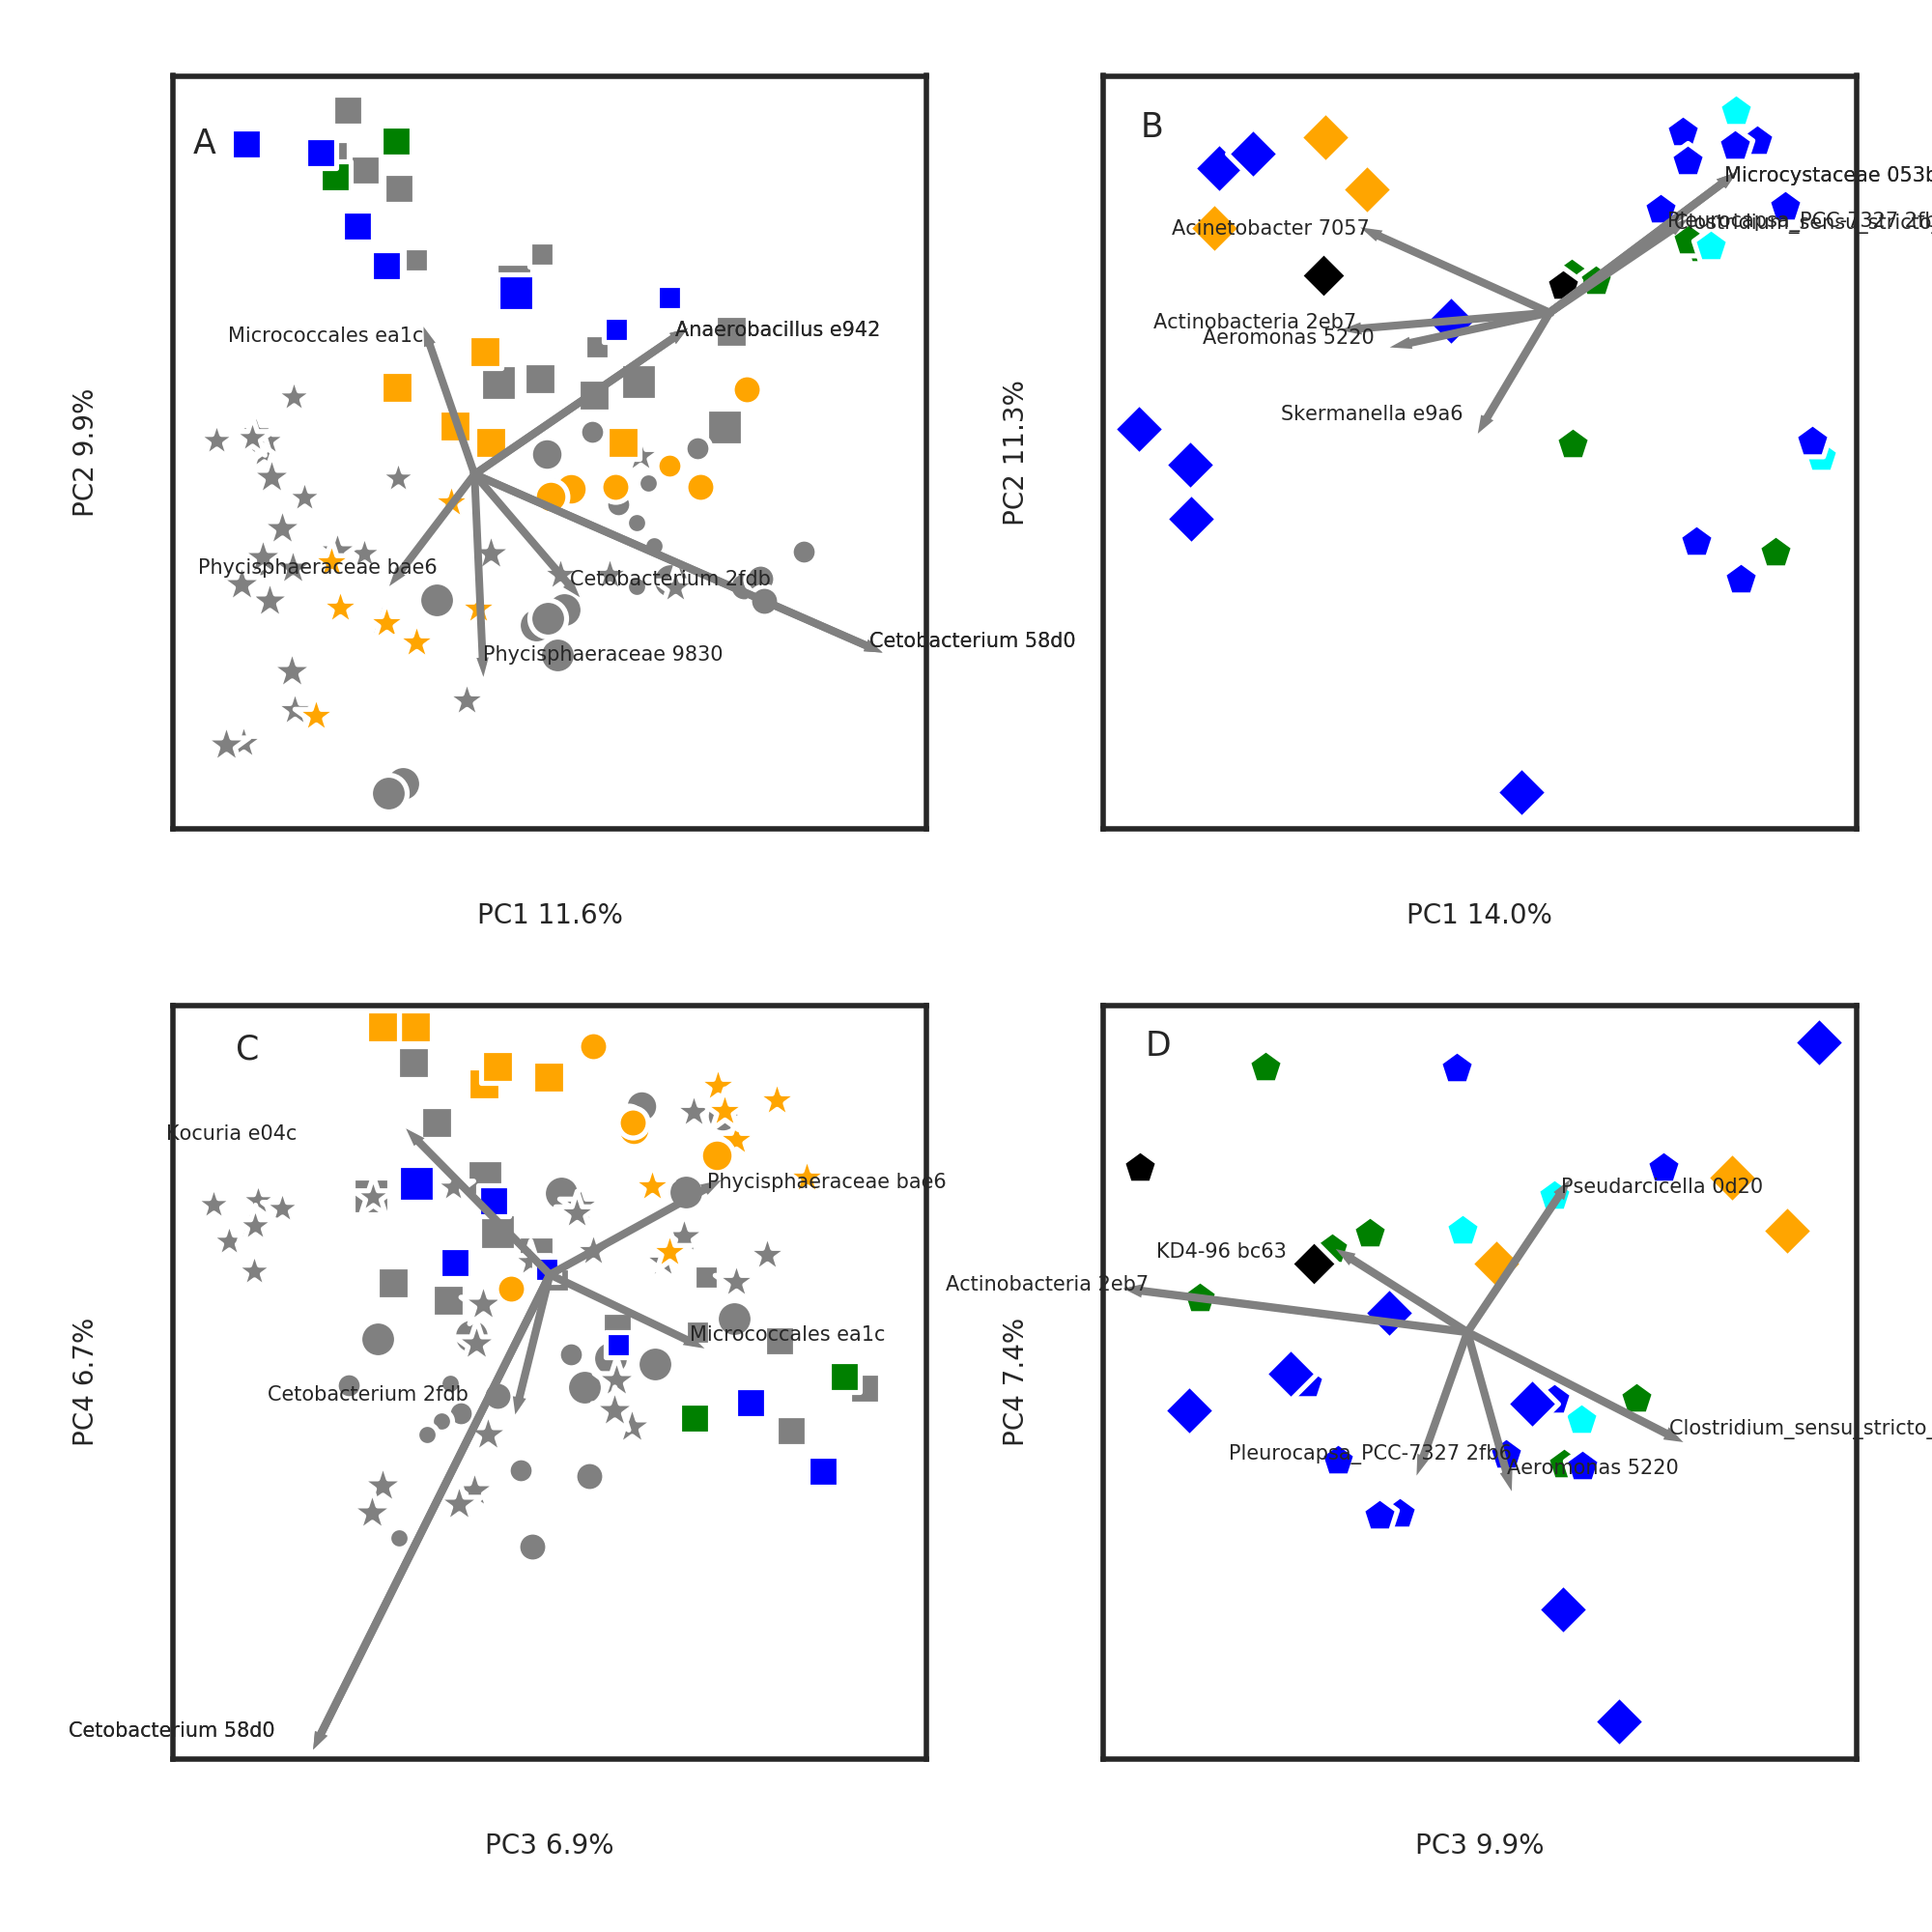 A
Micrococcales ea1c
Anaerobacillus e942
Phycisphaeraceae bae6
Cetobacterium 2fdb
Phycisphaeraceae 9830
Cetobacterium 58d0
PC2 9.9%
PC1 11.6%
B
Microcystaceae 053b
Acinetobacter 7057
Pleurocapsa_PCC-7327 2fb
Clostridium_sensu_stricto_
Actinobacteria 2eb7
Aeromonas 5220
Skermanella e9a6
PC2 11.3%
PC1 14.0%
C
Kocuria e04c
Phycisphaeraceae bae6
Micrococcales ea1c
Cetobacterium 2fdb
Cetobacterium 58d0
PC4 6.7%
PC3 6.9%
D
Pseudarcicella 0d20
KD4-96 bc63
Actinobacteria 2eb7
Clostridium_sensu_stricto_
Pleurocapsa_PCC-7327 2fb6
Aeromonas 5220
PC4 7.4%
PC3 9.9%